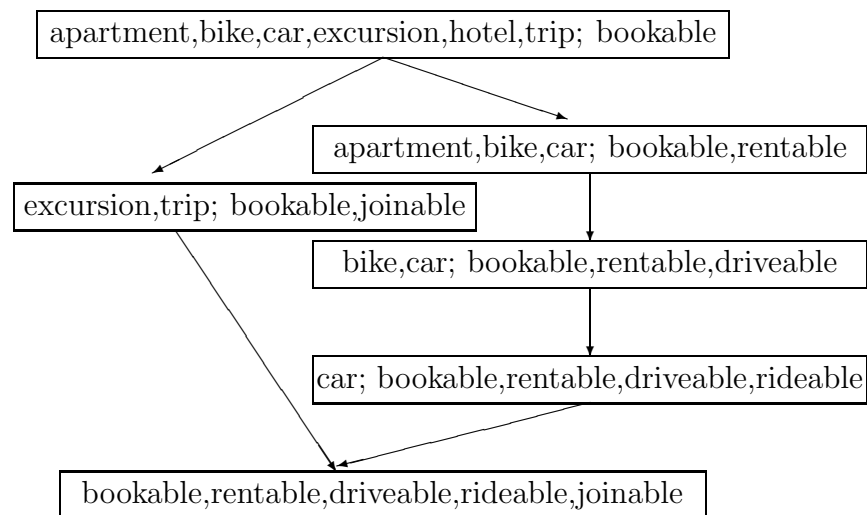 apartment,bike,car,excursion,hotel,trip; bookable
apartment,bike,car; bookable,rentable
excursion,trip; bookable,joinable
bike,car; bookable,rentable,driveable
car; bookable,rentable,driveable,rideable
bookable,rentable,driveable,rideable,joinable